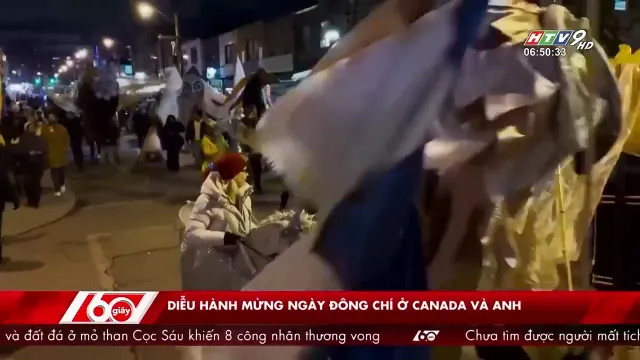 HTV9 HD
06:50:33
60 giây
DIỄU HÀNH MỪNG NGÀY ĐÔNG CHÍ Ở CANADA VÀ ANH
và đất đá ở mỏ than Cọc Sáu khiến 8 công nhân thương vong 60 Chưa tìm được người mất tích